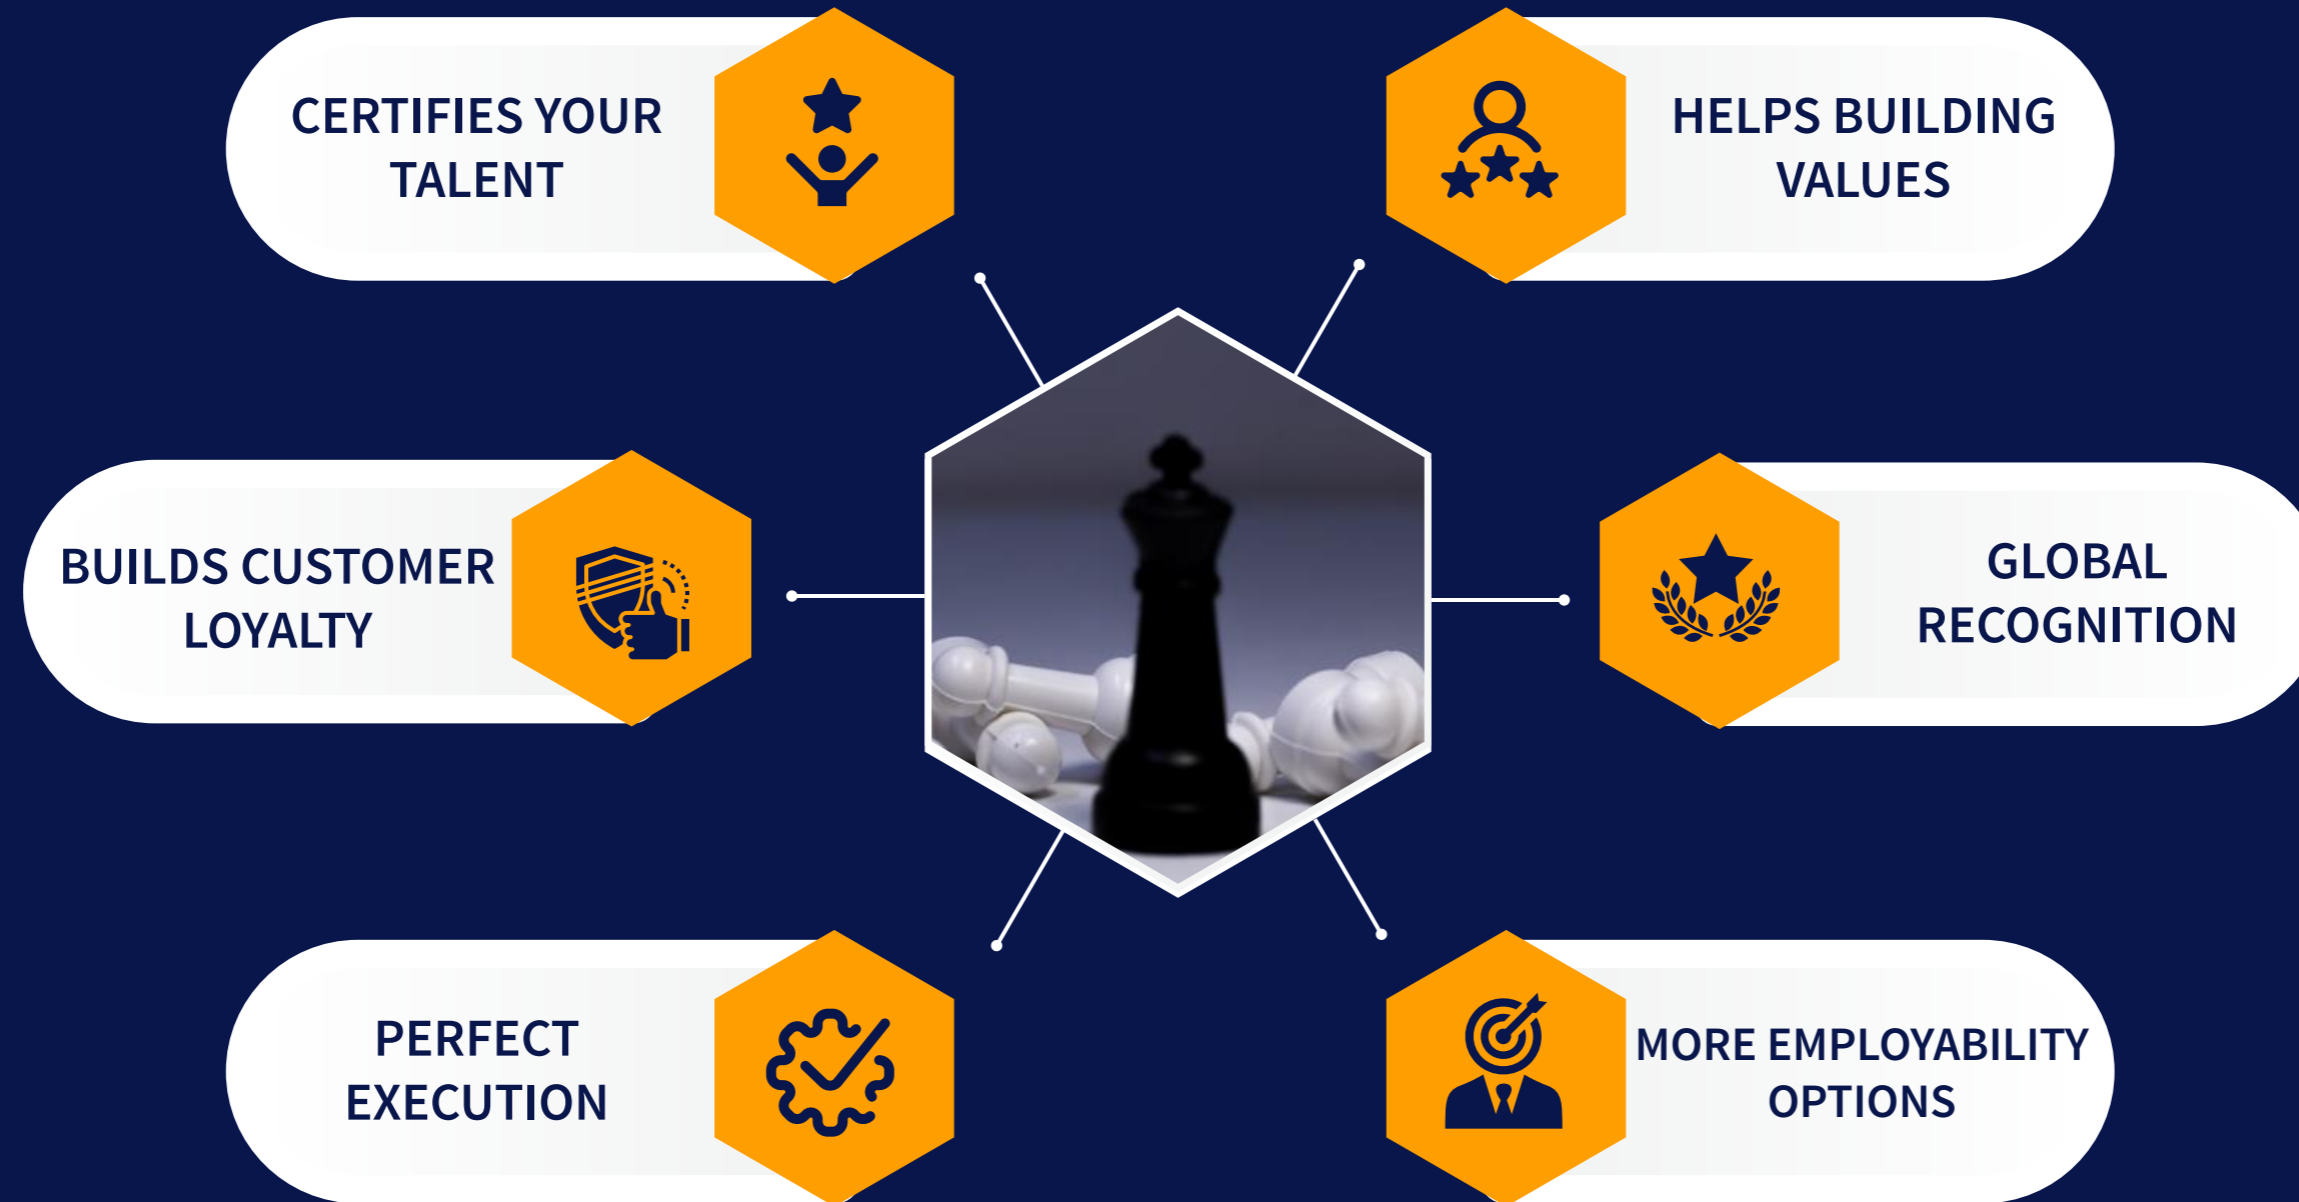 CERTIFIES YOUR
TALENT
HELPS BUILDING
VALUES
BUILDS CUSTOMER
LOYALTY
GLOBAL
RECOGNITION
PERFECT
EXECUTION
MORE EMPLOYABILITY
OPTIONS